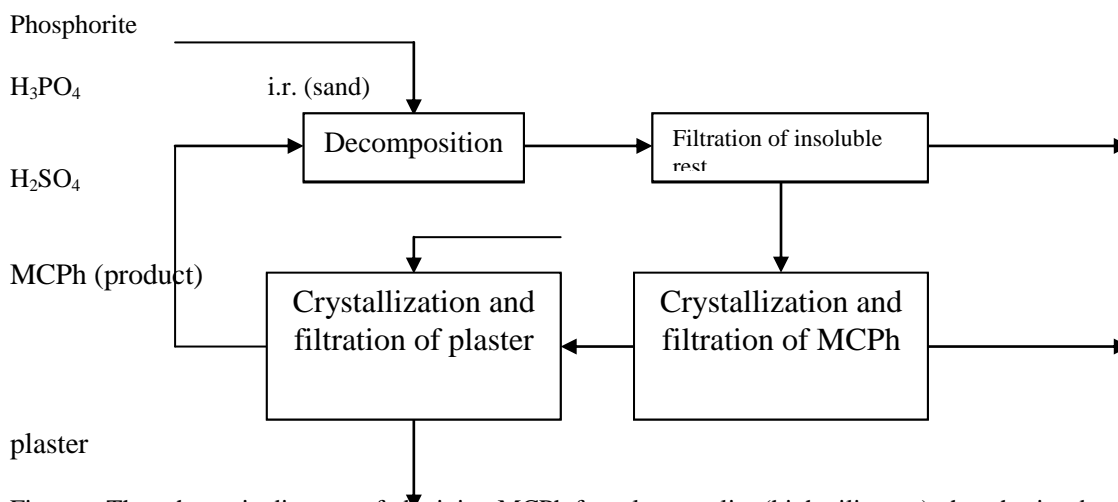 Phosphorite
H₃PO₄ i.r. (sand)
Decomposition
Filtration of insoluble
rest
H₂SO₄
MCPh (product)
Crystallization and
filtration of plaster
Crystallization and
filtration of MCPh
plaster